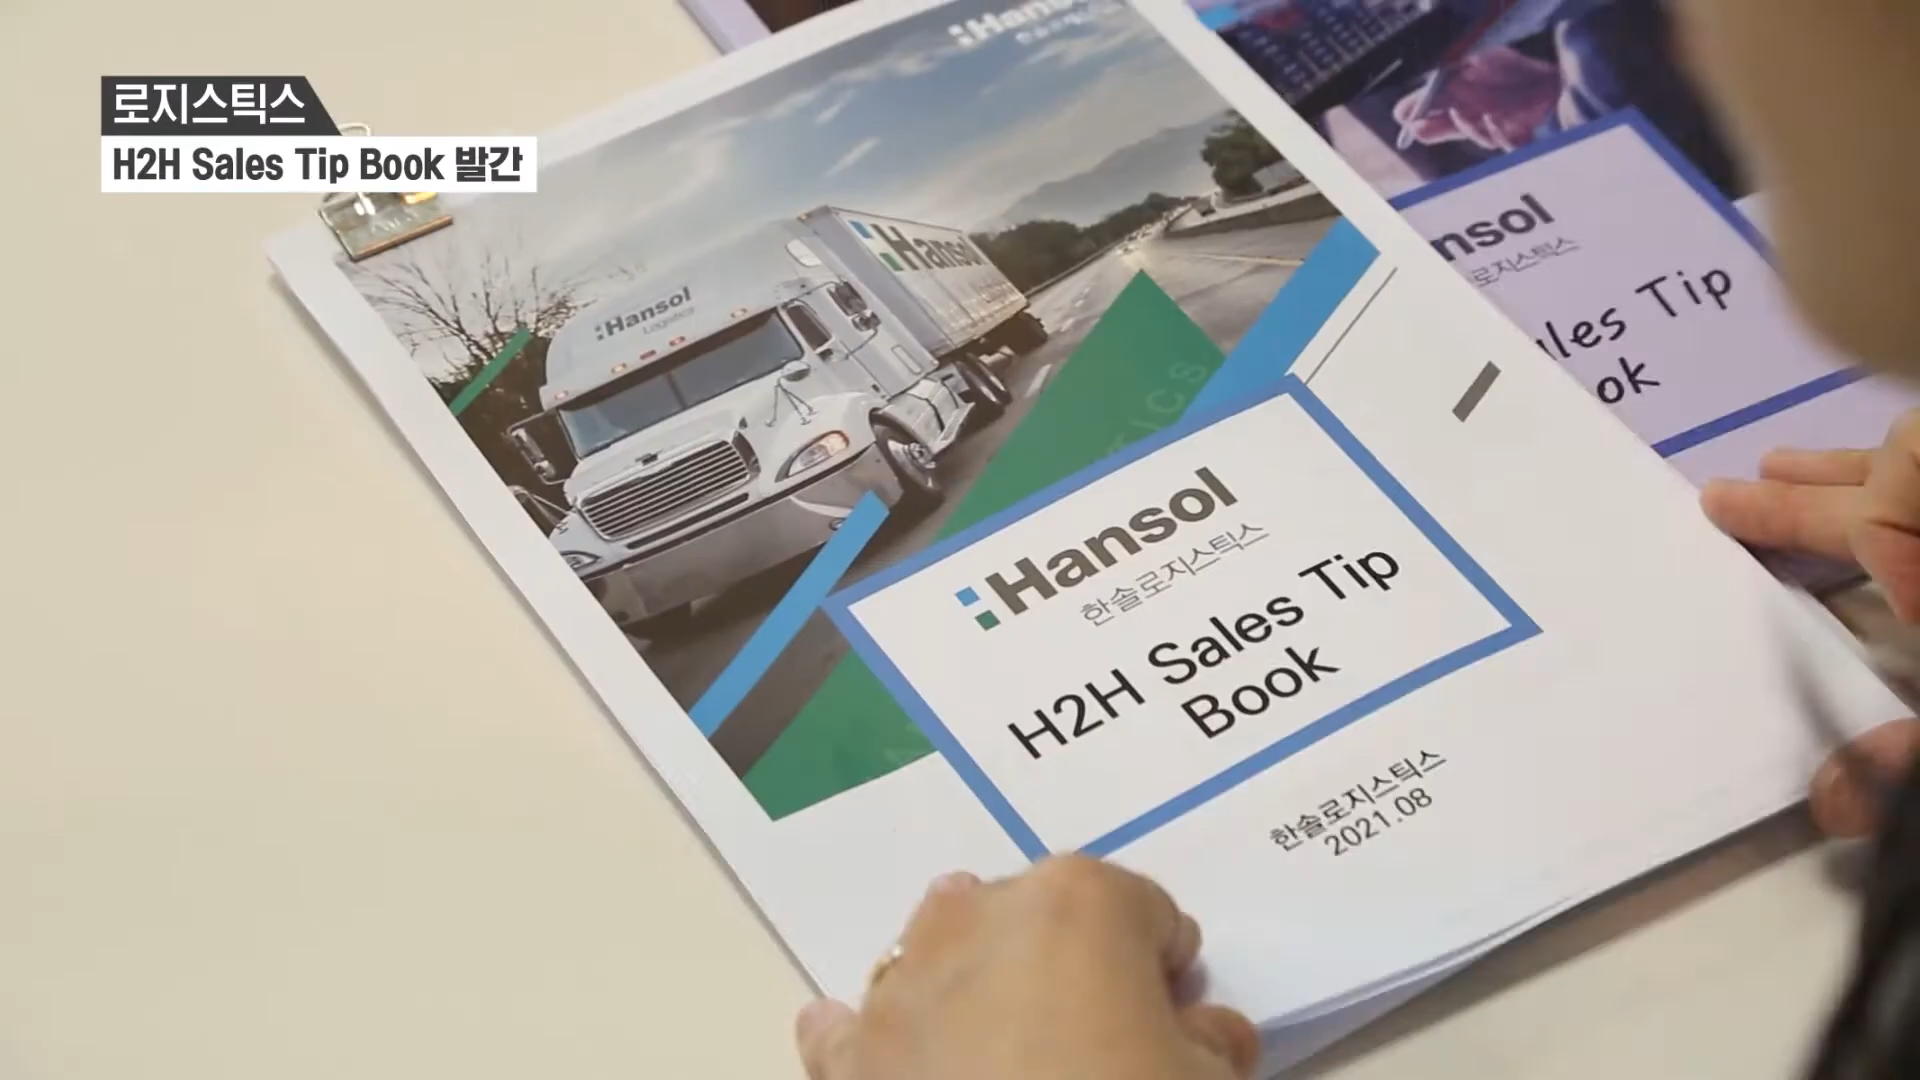 로지스틱스
H2H Sales Tip Book 발간
Hansol
Hansol
Logistics
Hansol
Hansol
한솔로지스틱스
H2H Sales Tip
Book
한솔로지스틱스
2021.08
nsol
로지스틱스
les Tip
ok